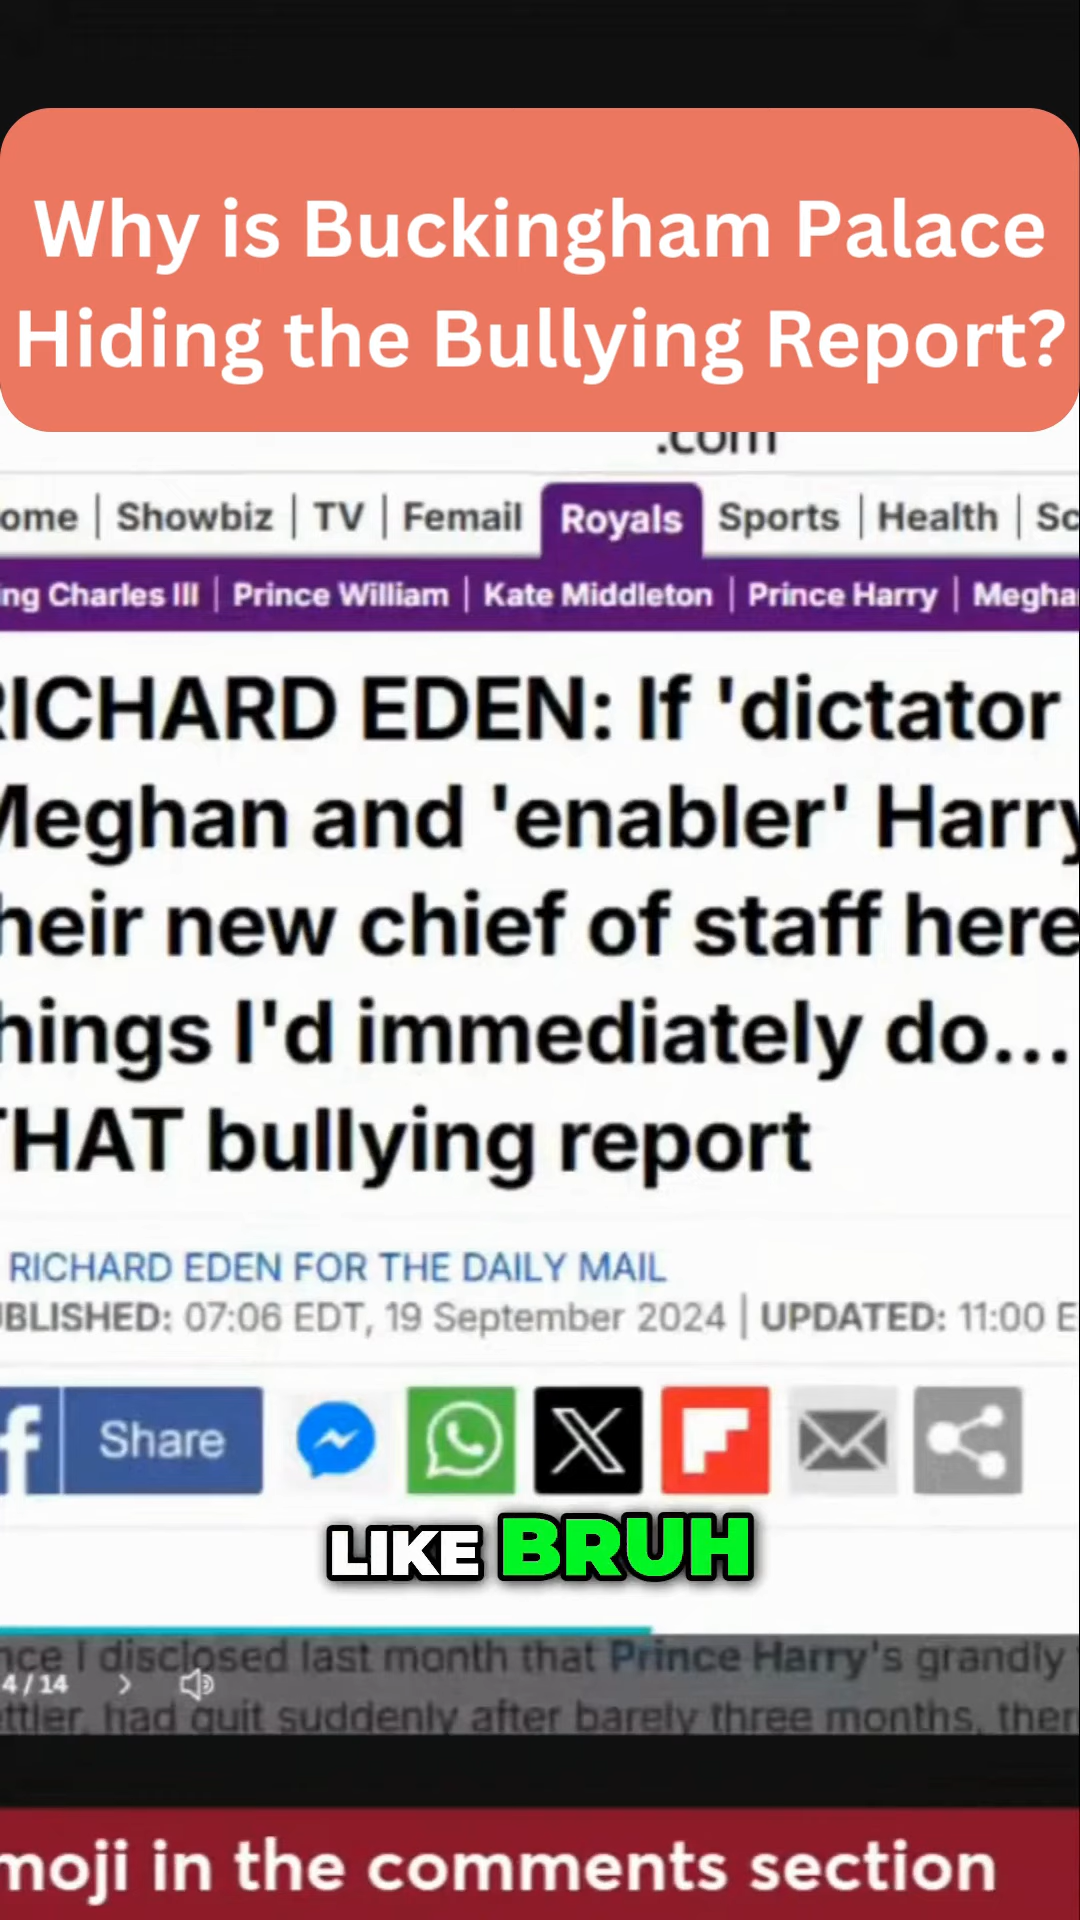 Why is Buckingham Palace
Hiding the Bullying Report?
.com
ome | Showbiz | TV | Femail Royals Sports | Health | Sc
ing Charles III | Prince William | Kate Middleton | Prince Harry | Megha
RICHARD EDEN: If 'dictator
Meghan and 'enabler' Harry
heir new chief of staff here
hings I'd immediately do...
THAT bullying report
RICHARD EDEN FOR THE DAILY MAIL
BLISHED: 07:06 EDT, 19 September 2024 | UPDATED: 11:00 E
f Share
LIKE BRUH
nce I disclosed last month that Prince Harry's grandly
4 / 14
ttler, had quit suddenly after barely three months, ther
moji in the comments section